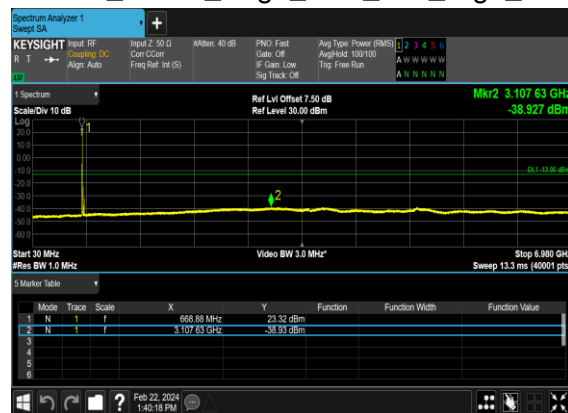 Spectrum Analyzer 1
Swept SA
+
KEYSIGHT Input: RF Input Z: 50 Ω #Atten: 40 dB PNO: Fast Avg Type: Power (RMS) 1 2 3 4 5 6
R T Coupling: DC Corr CCorr Gate: Off Avg|Hold: 100/100 A W W W W W
Align: Auto Freq Ref: Int (S) IF Gain: Low Trig: Free Run
Sig Track: Off A N N N N N
1 Spectrum Ref Lvl Offset 7.50 dB Mkr2 3.107 63 GHz
Scale/Div 10 dB Ref Level 30.00 dBm -38.927 dBm
Log
1
20.0
10.0
0.00
-10.0
DL1 -13.00 dBm
-20.0
-30.0
2
-40.0
-50.0
-60.0
Start 30 MHz Video BW 3.0 MHz* Stop 6.980 GHz
#Res BW 1.0 MHz Sweep 13.3 ms (40001 pts)
5 Marker Table
Mode Trace Scale X Y Function Function Width Function Value
1 N 1 f 668.88 MHz 23.32 dBm
2 N 1 f 3.107 63 GHz -38.93 dBm
3
4
5
6
? Feb 22, 2024
1:40:18 PM